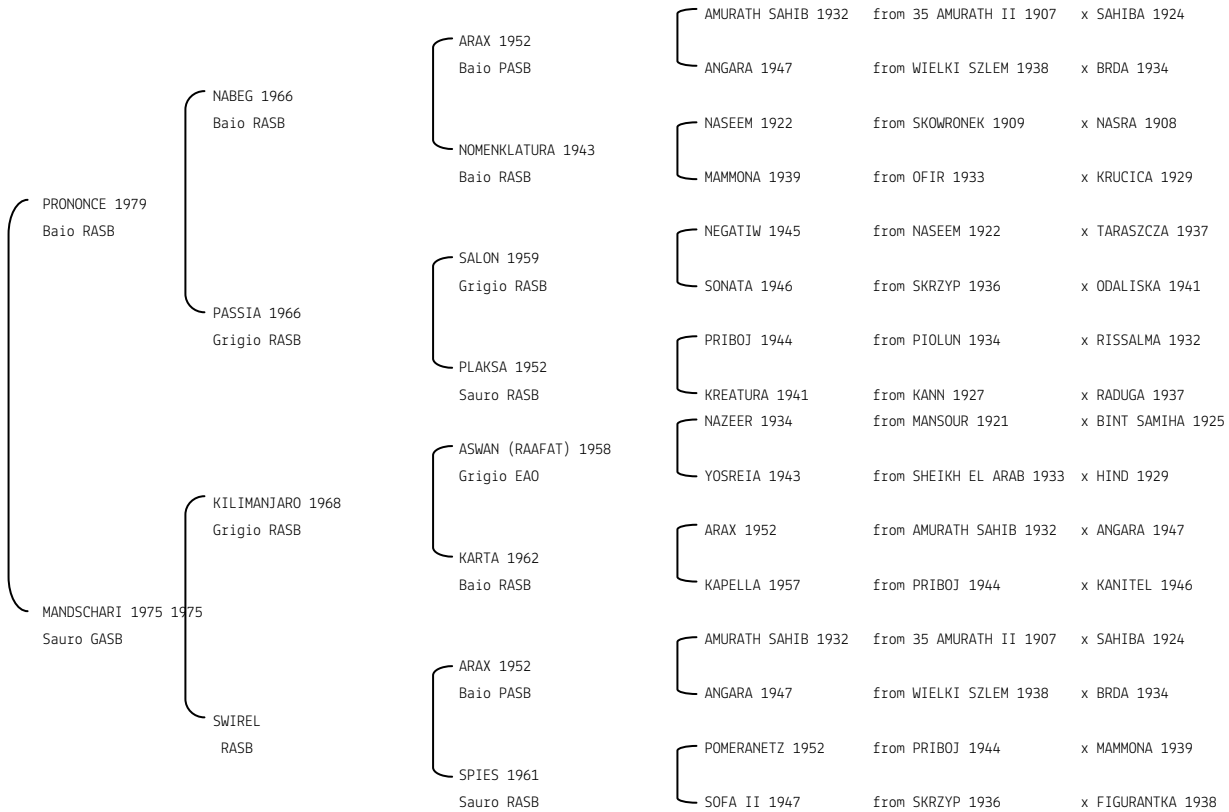 AMURATH SAHIB 1932 from 35 AMURATH II 1907 x SAHIBA 1924
ARAX 1952
Baio PASB
ANGARA 1947 from WIELKI SZLEM 1938 x BRDA 1934
NABEG 1966
Baio RASB
NASEEM 1922 from SKOWRONEK 1909 x NASRA 1908
NOMENKLATURA 1943
Baio RASB
MAMMONA 1939 from OFIR 1933 x KRUCICA 1929
PRONONCE 1979
Baio RASB
NEGATIW 1945 from NASEEM 1922 x TARASZCZA 1937
SALON 1959
Grigio RASB
SONATA 1946 from SKRZYP 1936 x ODALISKA 1941
PASSIA 1966
Grigio RASB
PRIBOJ 1944 from PIOLUN 1934 x RISSALMA 1932
PLAKSA 1952
Sauro RASB
KREATURA 1941 from KANN 1927 x RADUGA 1937
NAZEER 1934 from MANSOUR 1921 x BINT SAMIHA 1925
ASWAN (RAAFAT) 1958
Grigio EAO
YOSREIA 1943 from SHEIKH EL ARAB 1933 x HIND 1929
KILIMANJARO 1968
Grigio RASB
ARAX 1952 from AMURATH SAHIB 1932 x ANGARA 1947
KARTA 1962
Baio RASB
KAPELLA 1957 from PRIBOJ 1944 x KANITEL 1946
MANDSCHARI 1975 1975
Sauro GASB
AMURATH SAHIB 1932 from 35 AMURATH II 1907 x SAHIBA 1924
ARAX 1952
Baio PASB
ANGARA 1947 from WIELKI SZLEM 1938 x BRDA 1934
SWIREL
RASB
POMERANETZ 1952 from PRIBOJ 1944 x MAMMONA 1939
SPIES 1961
Sauro RASB
SOFA II 1947 from SKRZYP 1936 x FIGURANTKA 1938